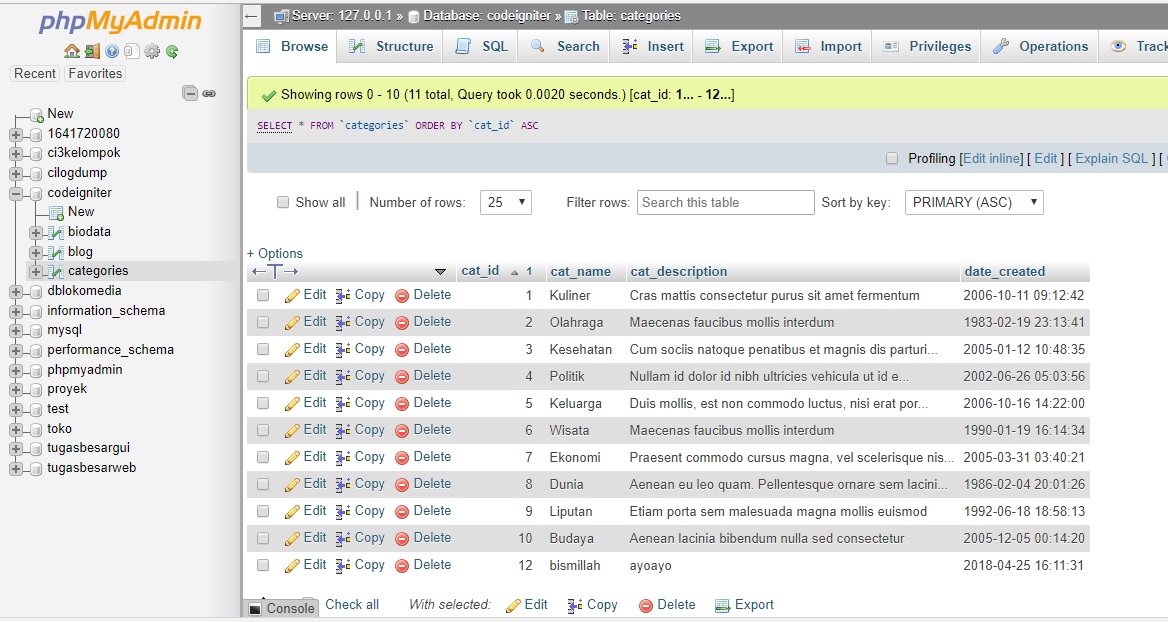 phpMyAdmin
Recent Favorites
New
1641720080
ci3kelompok
cilogdump
codeigniter
New
biodata
blog
categories
dblokomedia
information_schema
mysql
performance_schema
phpmyadmin
proyek
test
toko
tugasbesargui
tugasbesarweb
Server: 127.0.0.1 » Database: codeigniter » Table: categories
Browse Structure SQL Search Insert Export Import Privileges Operations Track
Showing rows 0 - 10 (11 total, Query took 0.0020 seconds.) [cat_id: 1... - 12...]
SELECT * FROM `categories` ORDER BY `cat_id` ASC
Profiling [Edit inline] [ Edit ] [ Explain SQL ] [
Show all | Number of rows: 25 Filter rows: Search this table Sort by key: PRIMARY (ASC)
+ Options
←T→ cat_id 1 cat_name cat_description date_created
Edit Copy Delete 1 Kuliner Cras mattis consectetur purus sit amet fermentum 2006-10-11 09:12:42
Edit Copy Delete 2 Olahraga Maecenas faucibus mollis interdum 1983-02-19 23:13:41
Edit Copy Delete 3 Kesehatan Cum sociis natoque penatibus et magnis dis parturi... 2005-01-12 10:48:35
Edit Copy Delete 4 Politik Nullam id dolor id nibh ultricies vehicula ut id e... 2002-06-26 05:03:56
Edit Copy Delete 5 Keluarga Duis mollis, est non commodo luctus, nisi erat por... 2006-10-16 14:22:00
Edit Copy Delete 6 Wisata Maecenas faucibus mollis interdum 1990-01-19 16:14:34
Edit Copy Delete 7 Ekonomi Praesent commodo cursus magna, vel scelerisque nis... 2005-03-31 03:40:21
Edit Copy Delete 8 Dunia Aenean eu leo quam. Pellentesque ornare sem lacini... 1986-02-04 20:01:26
Edit Copy Delete 9 Liputan Etiam porta sem malesuada magna mollis euismod 1992-06-18 18:58:13
Edit Copy Delete 10 Budaya Aenean lacinia bibendum nulla sed consectetur 2005-12-05 00:14:20
Edit Copy Delete 12 bismillah ayoayo 2018-04-25 16:11:31
Console Check all With selected: Edit Copy Delete Export